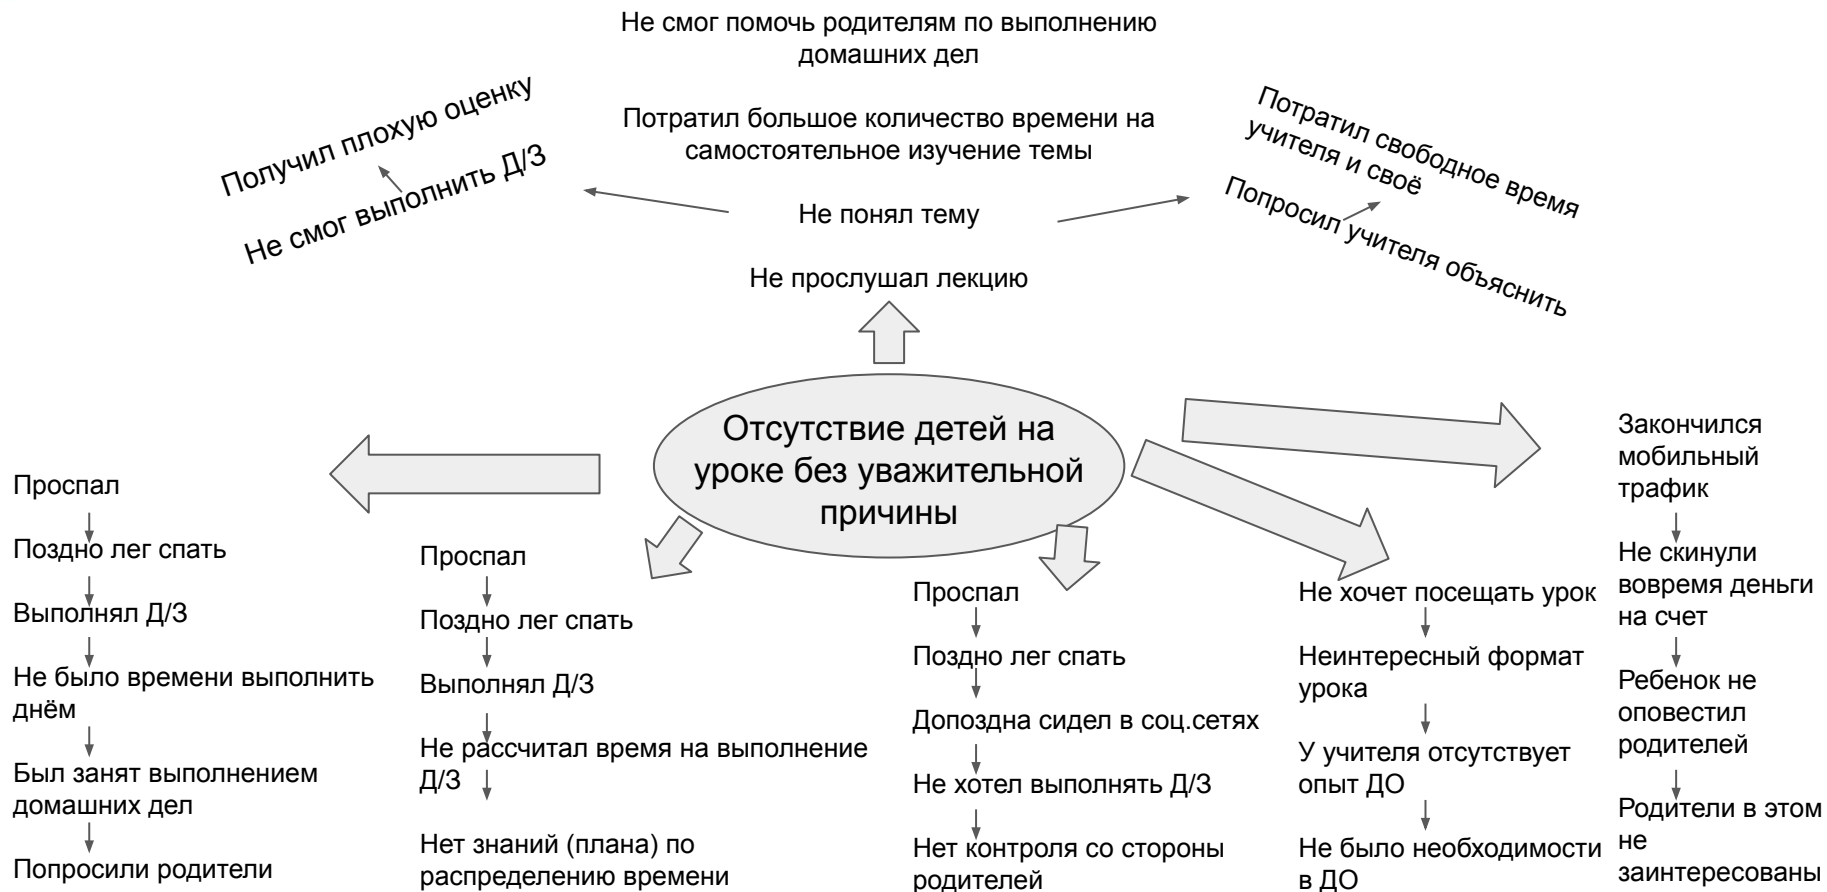 Не смог помочь родителям по выполнению
домашних дел
Потратил большое количество времени на
самостоятельное изучение темы
Не понял тему
Не прослушал лекцию
Получил плохую оценку
Не смог выполнить Д/З
Потратил свободное время
учителя и своё
Попросил учителя объяснить
Отсутствие детей на
уроке без уважительной
причины
Проспал
Поздно лег спать
Выполнял Д/З
Не было времени выполнить
днём
Был занят выполнением
домашних дел
Попросили родители
Проспал
Поздно лег спать
Выполнял Д/З
Не рассчитал время на выполнение
Д/З
Нет знаний (плана) по
распределению времени
Проспал
Поздно лег спать
Допоздна сидел в соц.сетях
Не хотел выполнять Д/З
Нет контроля со стороны
родителей
Не хочет посещать урок
Неинтересный формат
урока
У учителя отсутствует
опыт ДО
Не было необходимости
в ДО
Закончился
мобильный
трафик
Не скинули
вовремя деньги
на счет
Ребенок не
оповестил
родителей
Родители в этом
не
заинтересованы